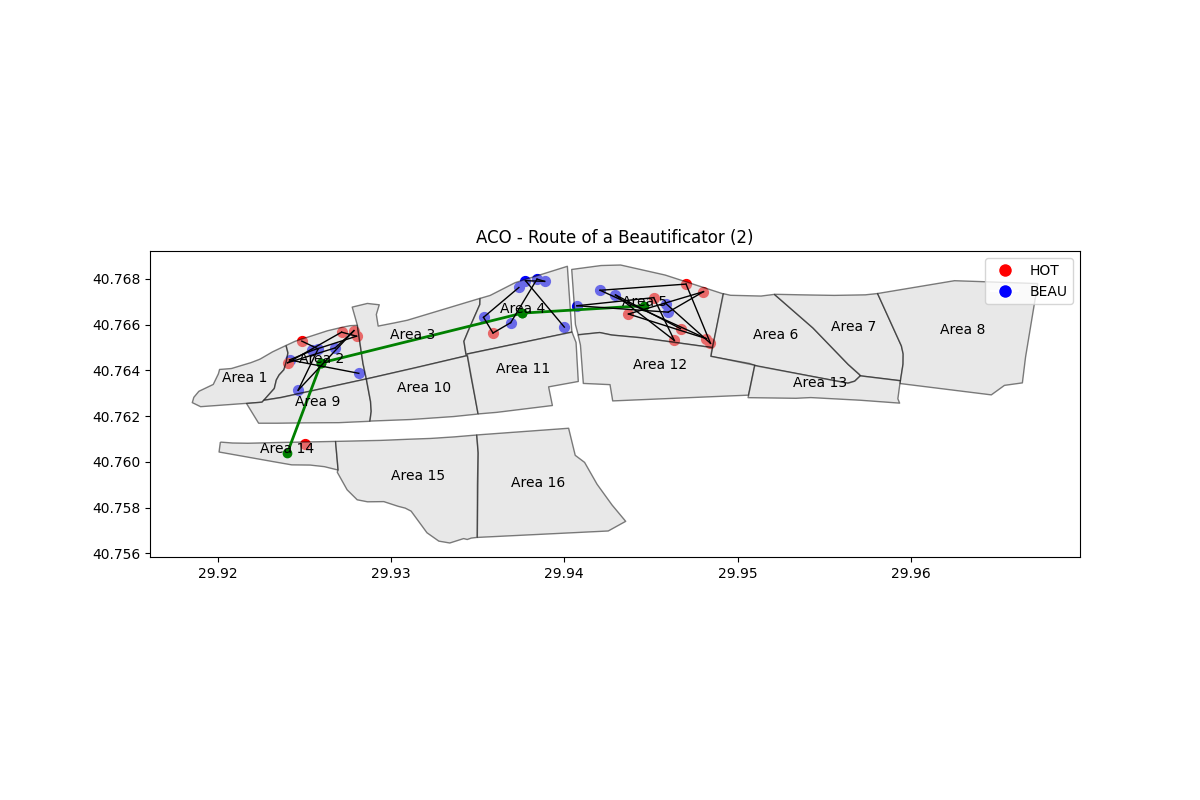 ACO - Route of a Beautificator (2)
HOT
BEAU
40.768
40.766
40.764
40.762
40.760
40.758
40.756
Area 1
Area 2
Area 3
Area 4
Area 5
Area 6
Area 7
Area 8
Area 9
Area 10
Area 11
Area 12
Area 13
Area 14
Area 15
Area 16
29.92
29.93
29.94
29.95
29.96